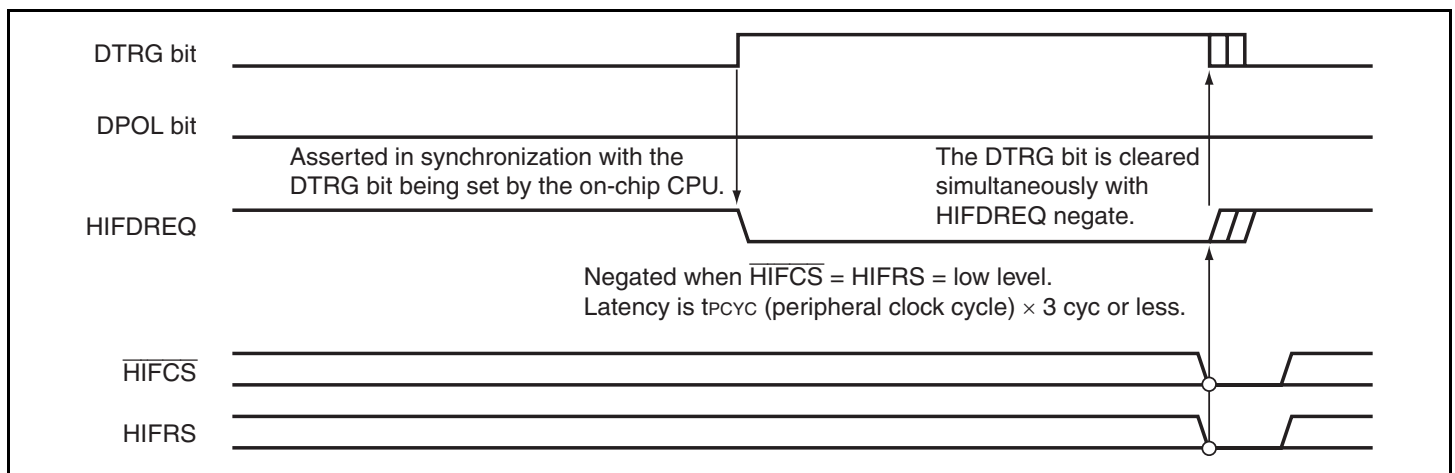 DTRG bit
DPOL bit
Asserted in synchronization with the
DTRG bit being set by the on-chip CPU.
The DTRG bit is cleared
simultaneously with
HIFDREQ negate.
HIFDREQ
Negated when H̅I̅F̅C̅S̅ = HIFRS = low level.
Latency is tPCYC (peripheral clock cycle) × 3 cyc or less.
H̅I̅F̅C̅S̅
HIFRS